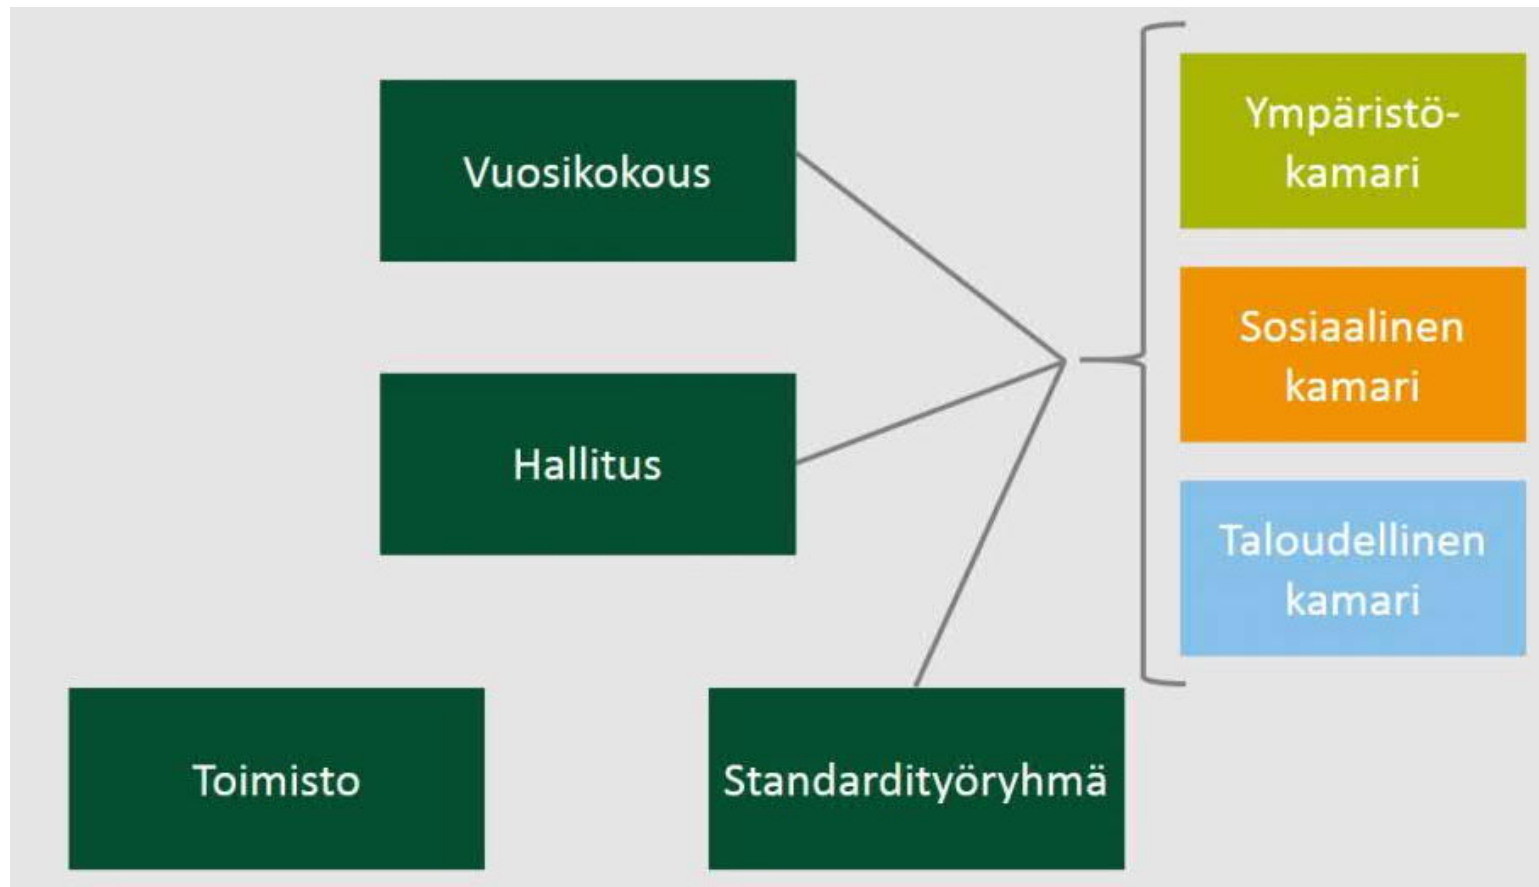 Vuosikokous
Hallitus
Toimisto
Standardityöryhmä
Ympäristö-
kamari
Sosiaalinen
kamari
Taloudellinen
kamari